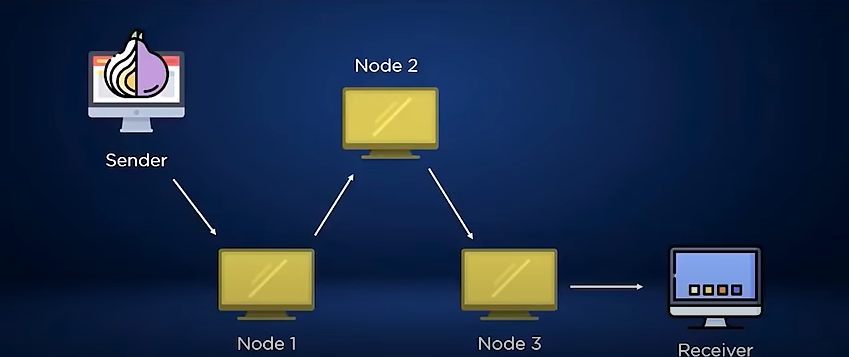 Node 2
Sender
Node 1
Node 3
Receiver